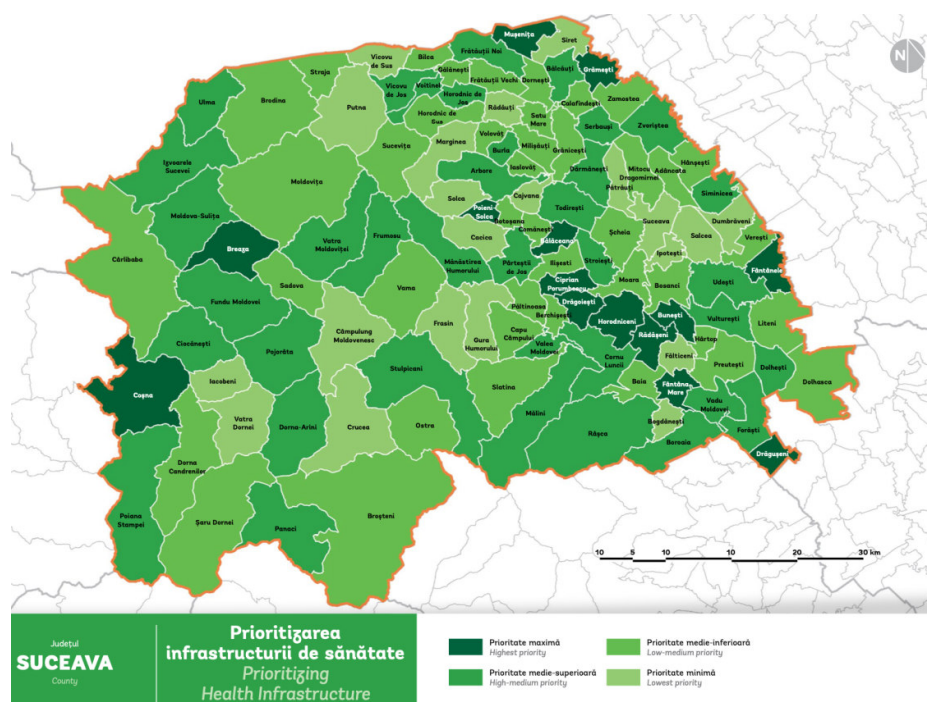 Mușenița
Siret
Vicovu
de Sus
Bilca
Frătăuții Noi
Grămești
N
Straja
Gălănești
Bălcăuți
Ulma
Brodina
Vicovu
de Jos
Voitinel
Frătăuții Vechi
Dornești
Putna
Horodnic
de Jos
Calafindești
Zamostea
Horodnic de
Rădăuți
Satu
Mare
Serbauși
Zvoriștea
Sucevița
Marginea
Volovăț
Milișăuți
Burla
Grănicești
Izvoarele
Sucevei
Iaslovăț
Mitocu
Dragomirnei
Hănțești
Adâncata
Arbore
Dărmănești
Moldovița
Pătrăuți
Siminicea
Solca
Cajvana
Moldova-Sulița
Poieni
Solca
Botoșana
Todirești
Suceava
Dumbrăveni
Frumosu
Comănești
Salcea
Breaza
Vatra
Moldoviței
Cacica
Bălăceana
Șcheia
Verești
Cârlibaba
Mănăstirea
Humorului
Părteștii
de Jos
Ilișești
Stroiești
Ipotești
Fântânele
Ciprian
Porumbescu
Moara
Bosanci
Udești
Fundu Moldovei
Sadova
Vama
Păltinoasa
Drăgoiești
Berchișești
Bunești
Frasin
Horodniceni
Vulturești
Liteni
Câmpulung
Moldovenesc
Gura
Humorului
Capu
Câmpului
Rădășeni
Ciocănești
Pojorâta
Valea
Moldovei
Hârtop
Fălticeni
Cornu
Luncii
Preutești
Dolhești
Stulpicani
Iacobeni
Baia
Dolhasca
Coșna
Slatina
Fântâna
Mare
Vatra
Dornei
Mălini
Vadu
Moldovei
Dorna-Arini
Crucea
Ostra
Bogdănești
Râșca
Forăști
Boroaia
Dorna
Candrenilor
Drăgușeni
Poiana
Stampei
Șaru Dornei
Panaci
Broșteni
10 5 10 10 20 30 km
Județul
SUCEAVA
County
Prioritizarea
infrastructurii de sănătate
Prioritizing
Health Infrastructure
Prioritate maximă
Highest priority
Prioritate medie-superioară
High-medium priority
Prioritate medie-inferioară
Low-medium priority
Prioritate minimă
Lowest priority